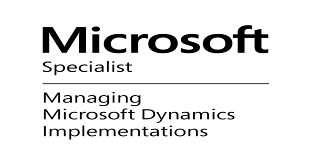 Microsoft
Specialist
Managing
Microsoft Dynamics
Implementations